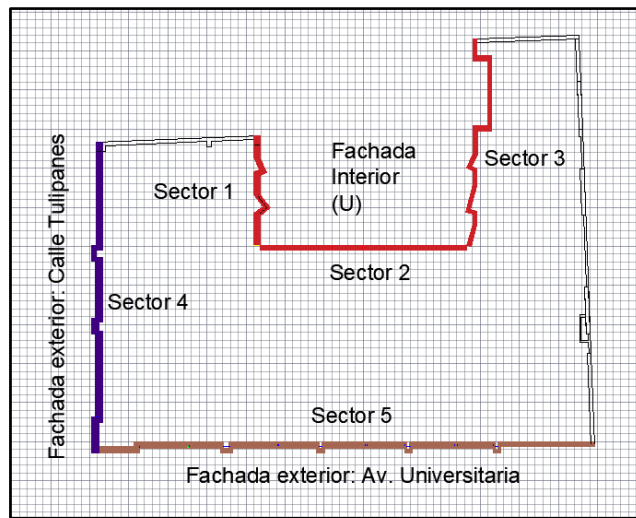 Fachada
Interior
(U)
Sector 3
Sector 1
Sector 2
Sector 4
Sector 5
Fachada exterior: Calle Tulipanes
Fachada exterior: Av. Universitaria